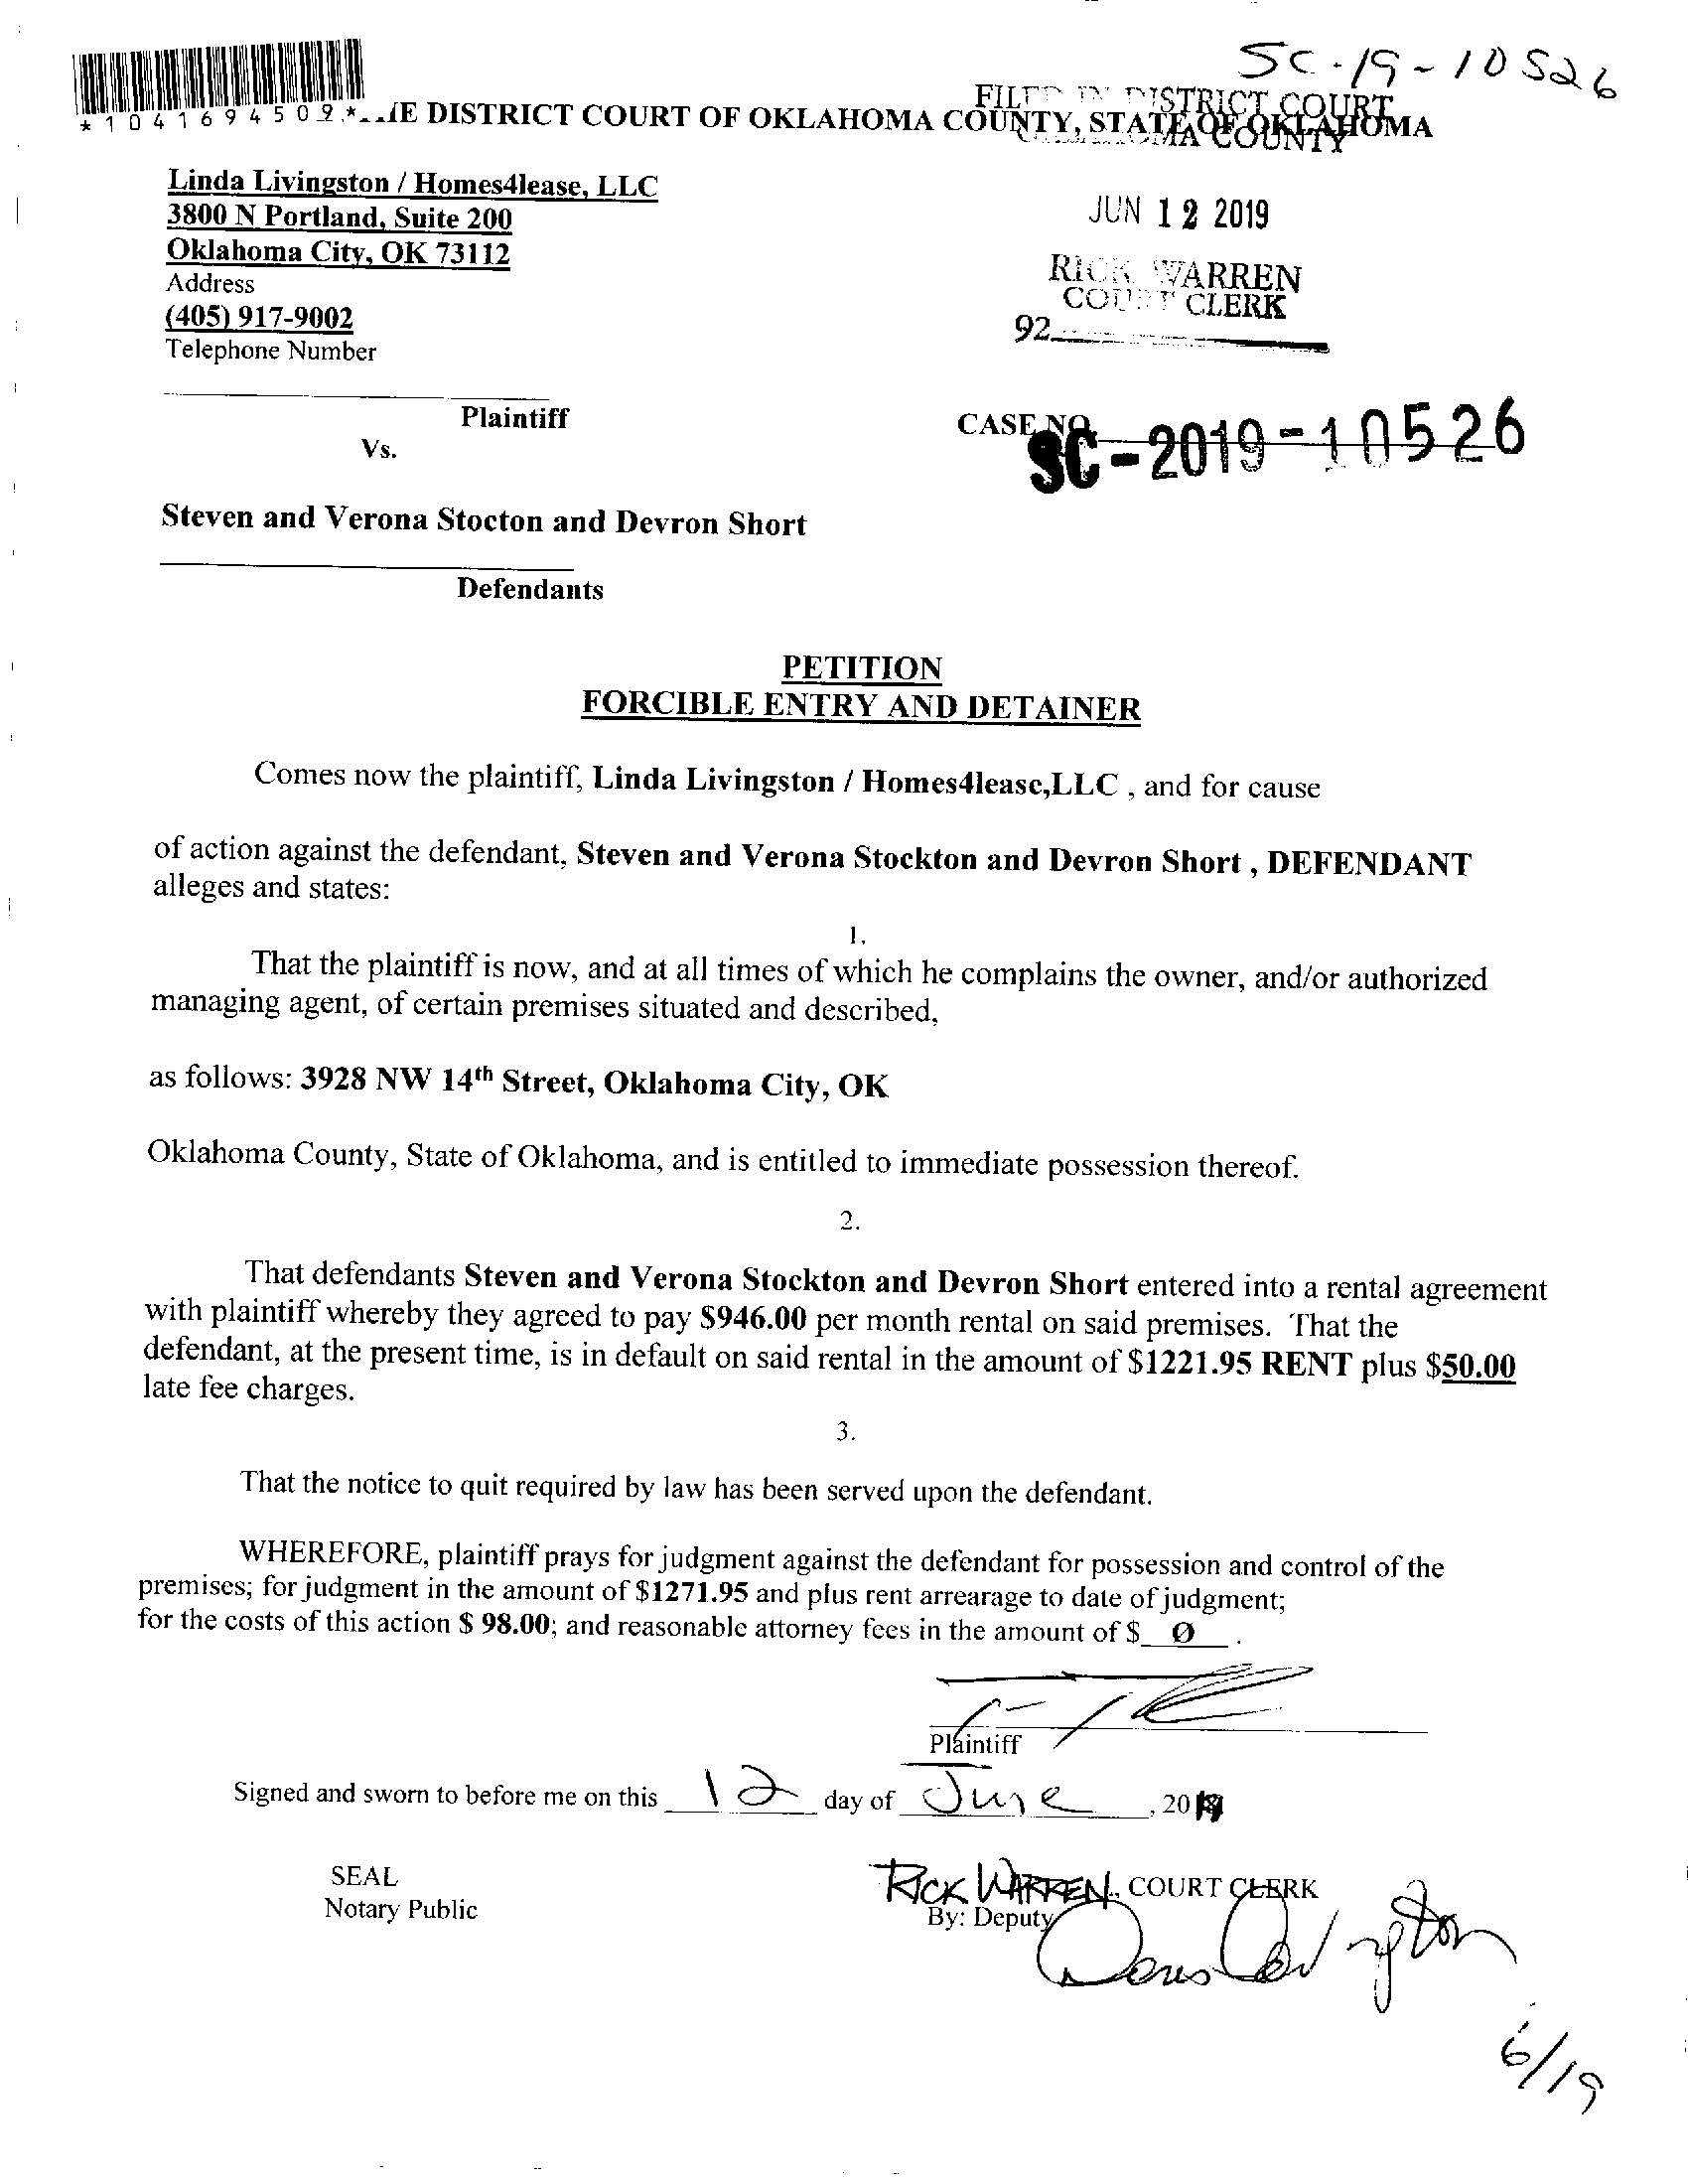 SC-19-10526
*1041694509* IE DISTRICT COURT OF OKLAHOMA COUNTY, STATE OF OKLAHOMA
FILED IN DISTRICT COURT
OKLAHOMA COUNTY
Linda Livingston / Homes4lease, LLC
3800 N Portland, Suite 200
Oklahoma City, OK 73112
Address
(405) 917-9002
Telephone Number
JUN 12 2019
RICK WARREN
COURT CLERK
92
Plaintiff
Vs.
CASE NO. SC-2019-10526
Steven and Verona Stocton and Devron Short
Defendants
PETITION
FORCIBLE ENTRY AND DETAINER
Comes now the plaintiff, Linda Livingston / Homes4lease,LLC , and for cause
of action against the defendant, Steven and Verona Stockton and Devron Short , DEFENDANT
alleges and states:
1.
That the plaintiff is now, and at all times of which he complains the owner, and/or authorized
managing agent, of certain premises situated and described,
as follows: 3928 NW 14th Street, Oklahoma City, OK
Oklahoma County, State of Oklahoma, and is entitled to immediate possession thereof.
2.
That defendants Steven and Verona Stockton and Devron Short entered into a rental agreement
with plaintiff whereby they agreed to pay $946.00 per month rental on said premises. That the
defendant, at the present time, is in default on said rental in the amount of $1221.95 RENT plus $50.00
late fee charges.
3.
That the notice to quit required by law has been served upon the defendant.
WHEREFORE, plaintiff prays for judgment against the defendant for possession and control of the
premises; for judgment in the amount of $1271.95 and plus rent arrearage to date of judgment;
for the costs of this action $ 98.00; and reasonable attorney fees in the amount of $ Ø .
Plaintiff
Signed and sworn to before me on this 12 day of June , 20
SEAL
Notary Public
RICK WARREN, COURT CLERK
By: Deputy
6/19